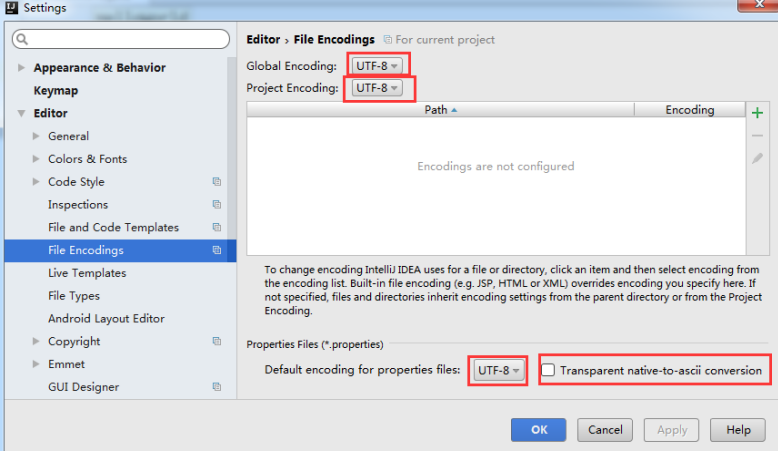 IJ Settings
Editor › File Encodings For current project
Global Encoding: UTF-8
Project Encoding: UTF-8
Path Encoding
Encodings are not configured
Appearance & Behavior
Keymap
Editor
General
Colors & Fonts
Code Style
Inspections
File and Code Templates
File Encodings
Live Templates
File Types
Android Layout Editor
Copyright
Emmet
GUI Designer
To change encoding IntelliJ IDEA uses for a file or directory, click an item and then select encoding from
the encoding list. Built-in file encoding (e.g. JSP, HTML or XML) overrides encoding you specify here. If
not specified, files and directories inherit encoding settings from the parent directory or from the Project
Encoding.
Properties Files (*.properties)
Default encoding for properties files: UTF-8 Transparent native-to-ascii conversion
OK Cancel Apply Help